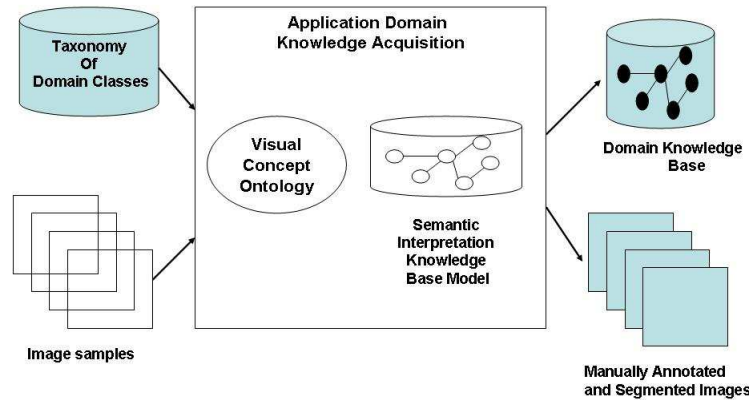 Taxonomy
Of
Domain Classes
Image samples
Application Domain
Knowledge Acquisition
Visual
Concept
Ontology
Semantic
Interpretation
Knowledge
Base Model
Domain Knowledge
Base
Manually Annotated
and Segmented Images